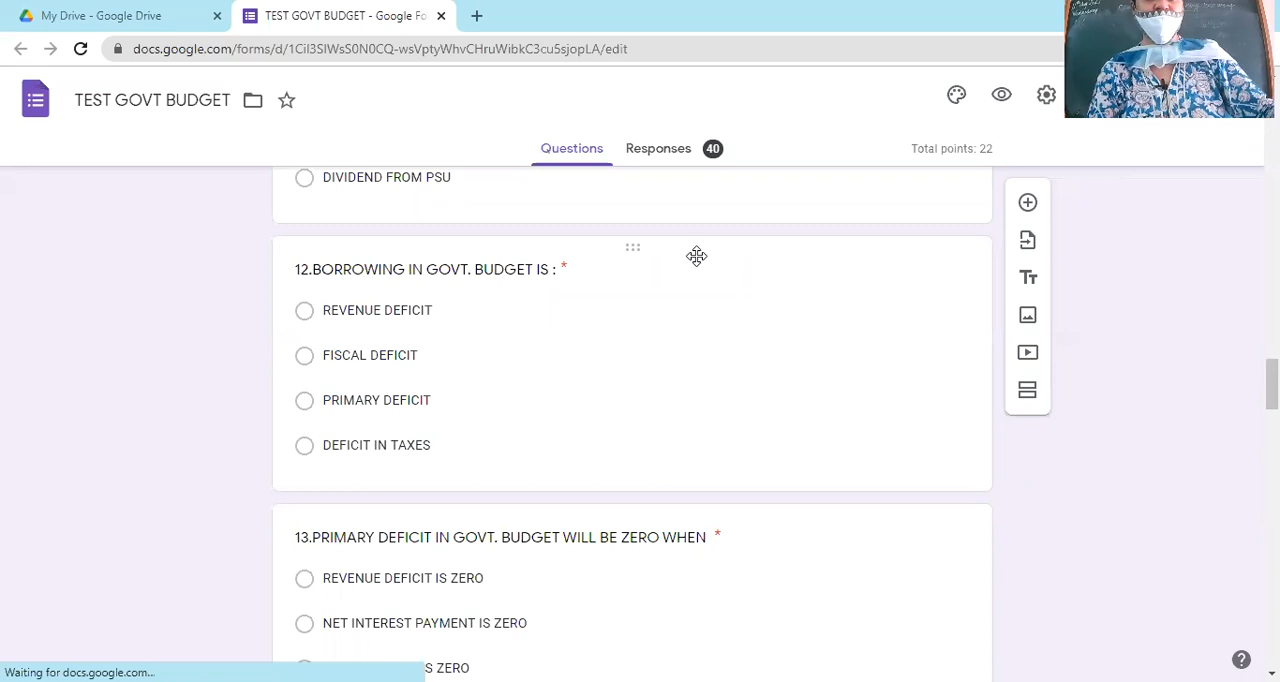 My Drive - Google Drive
TEST GOVT BUDGET - Google Fo
docs.google.com/forms/d/1Cil3SlWsS0N0CQ-wsVptyWhvCHruWibkC3cu5sjopLA/edit
TEST GOVT BUDGET
Questions
Responses 40
Total points: 22
DIVIDEND FROM PSU
12.BORROWING IN GOVT. BUDGET IS : *
REVENUE DEFICIT
FISCAL DEFICIT
PRIMARY DEFICIT
DEFICIT IN TAXES
13.PRIMARY DEFICIT IN GOVT. BUDGET WILL BE ZERO WHEN *
REVENUE DEFICIT IS ZERO
NET INTEREST PAYMENT IS ZERO
S ZERO
Waiting for docs.google.com...